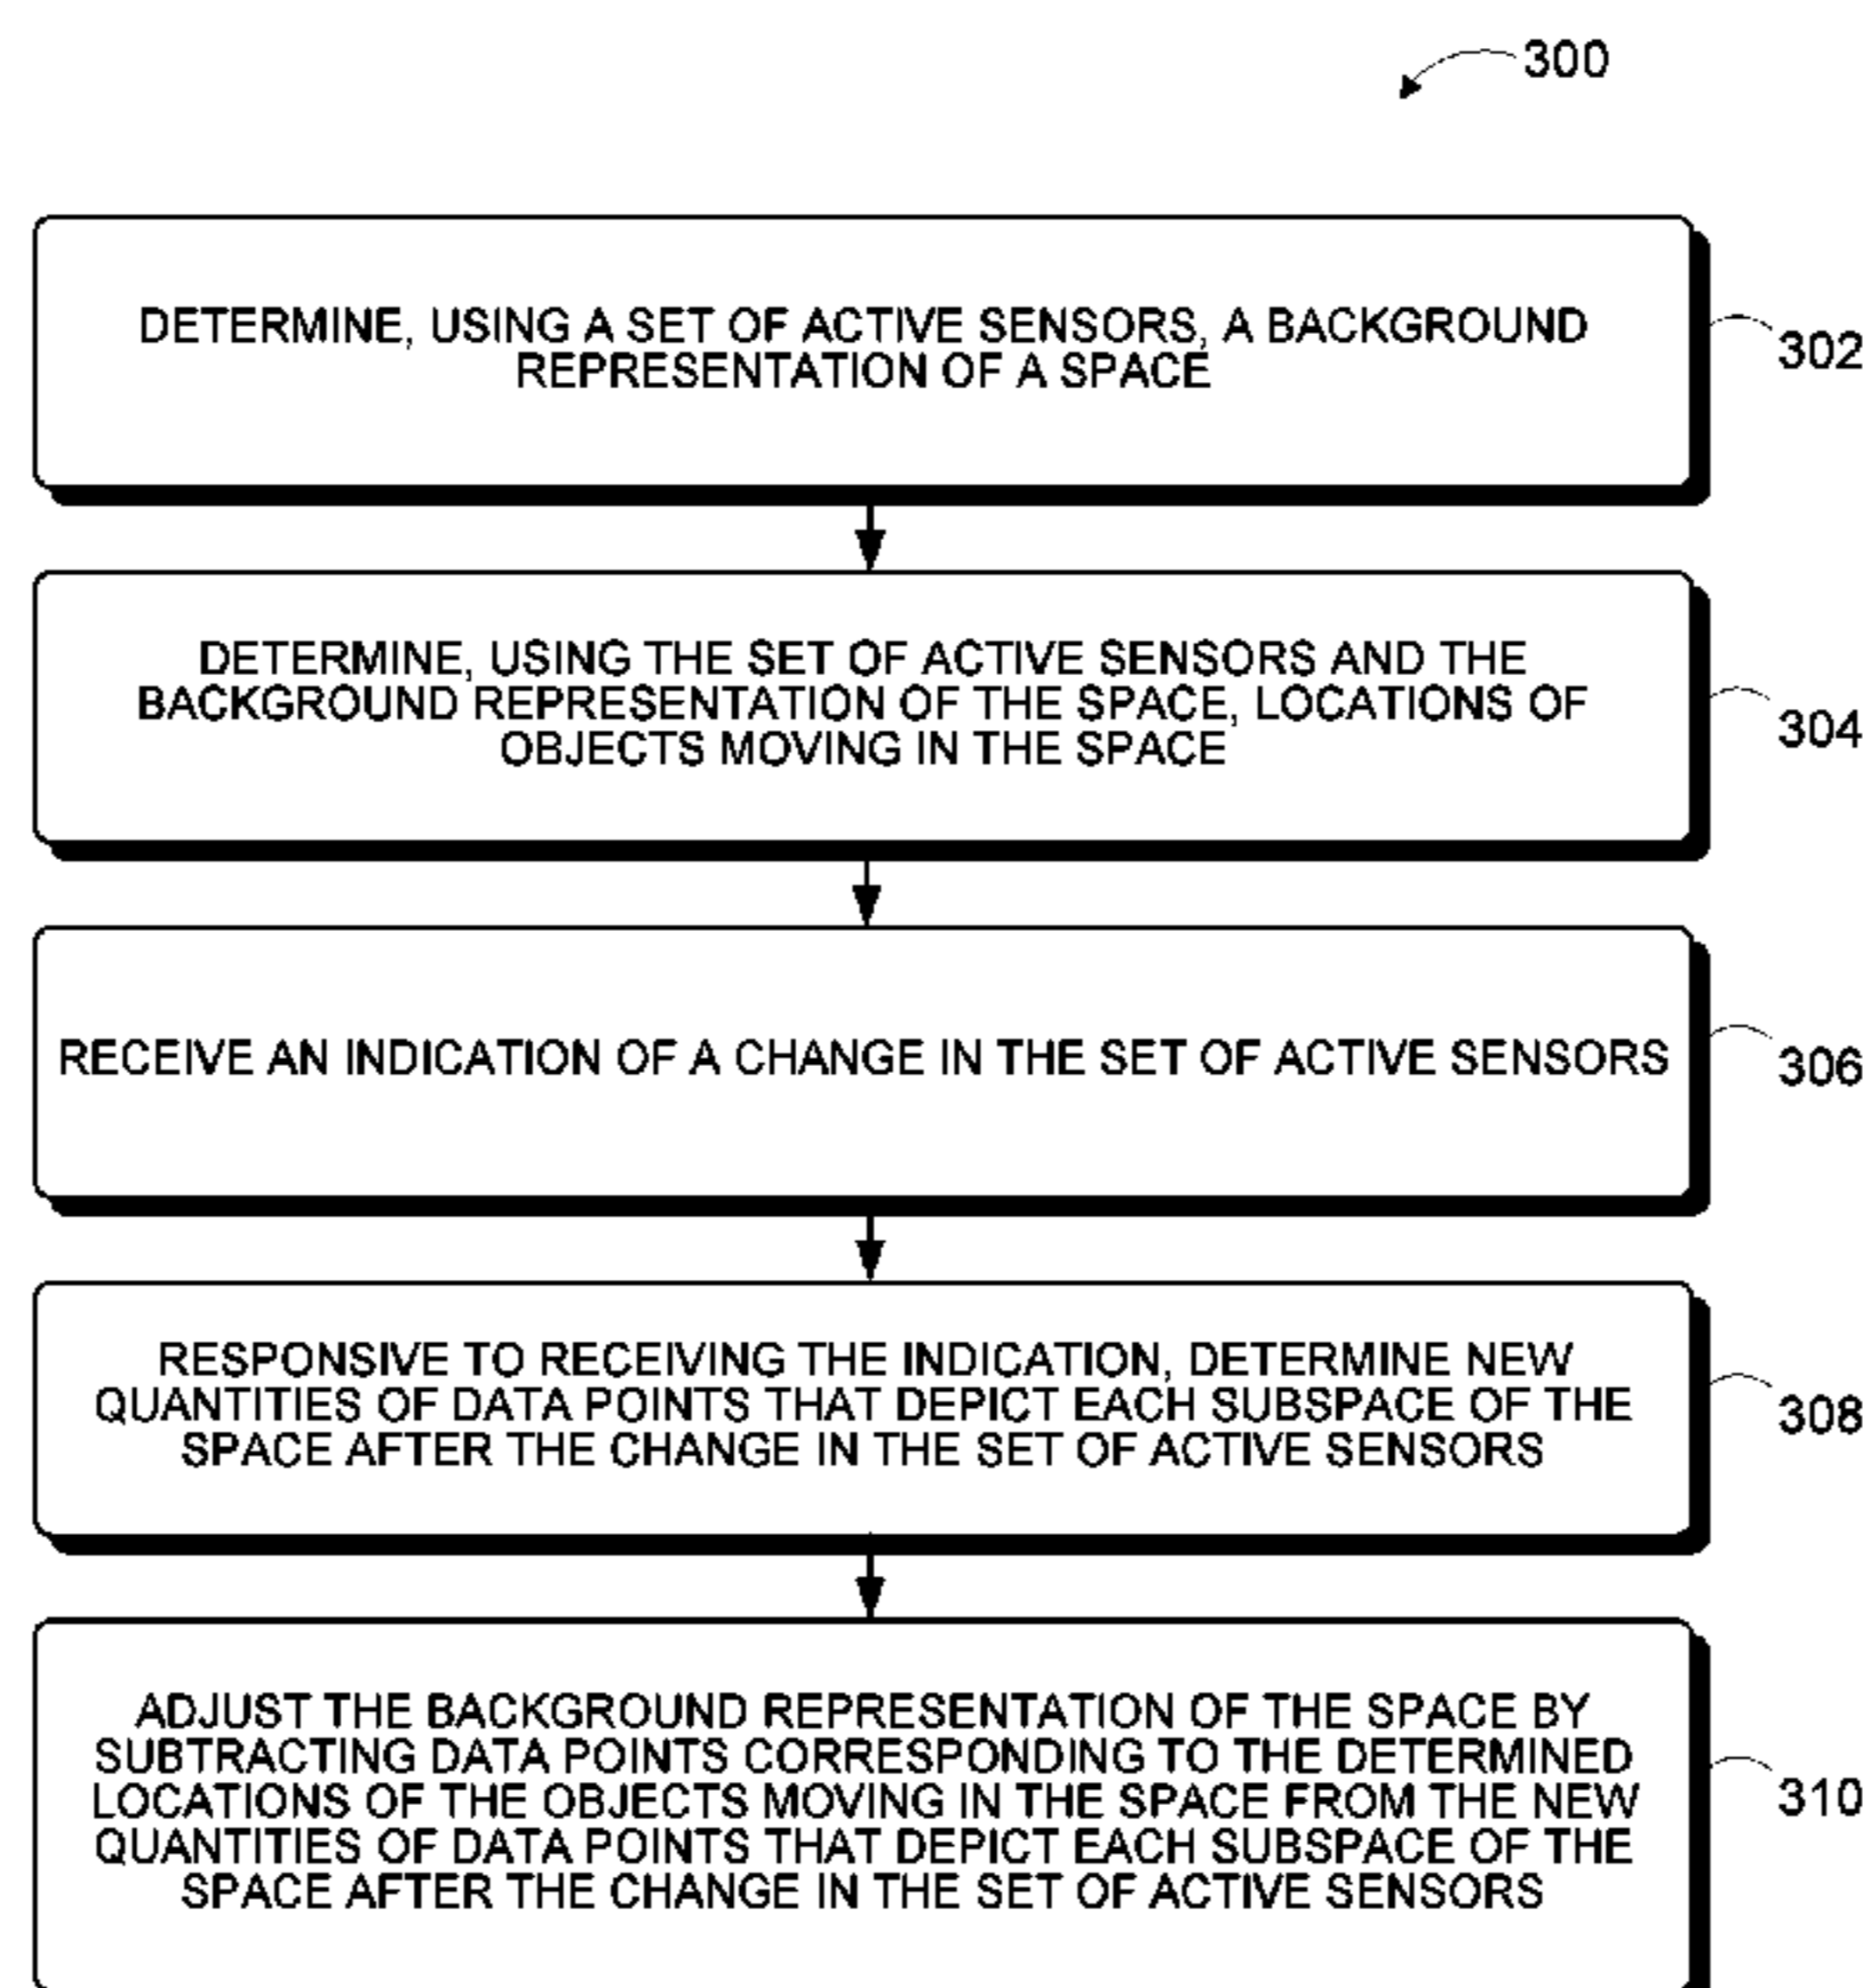 300
DETERMINE, USING A SET OF ACTIVE SENSORS, A BACKGROUND
REPRESENTATION OF A SPACE
302
DETERMINE, USING THE SET OF ACTIVE SENSORS AND THE
BACKGROUND REPRESENTATION OF THE SPACE, LOCATIONS OF
OBJECTS MOVING IN THE SPACE
304
RECEIVE AN INDICATION OF A CHANGE IN THE SET OF ACTIVE SENSORS
306
RESPONSIVE TO RECEIVING THE INDICATION, DETERMINE NEW
QUANTITIES OF DATA POINTS THAT DEPICT EACH SUBSPACE OF THE
SPACE AFTER THE CHANGE IN THE SET OF ACTIVE SENSORS
308
ADJUST THE BACKGROUND REPRESENTATION OF THE SPACE BY
SUBTRACTING DATA POINTS CORRESPONDING TO THE DETERMINED
LOCATIONS OF THE OBJECTS MOVING IN THE SPACE FROM THE NEW
QUANTITIES OF DATA POINTS THAT DEPICT EACH SUBSPACE OF THE
SPACE AFTER THE CHANGE IN THE SET OF ACTIVE SENSORS
310